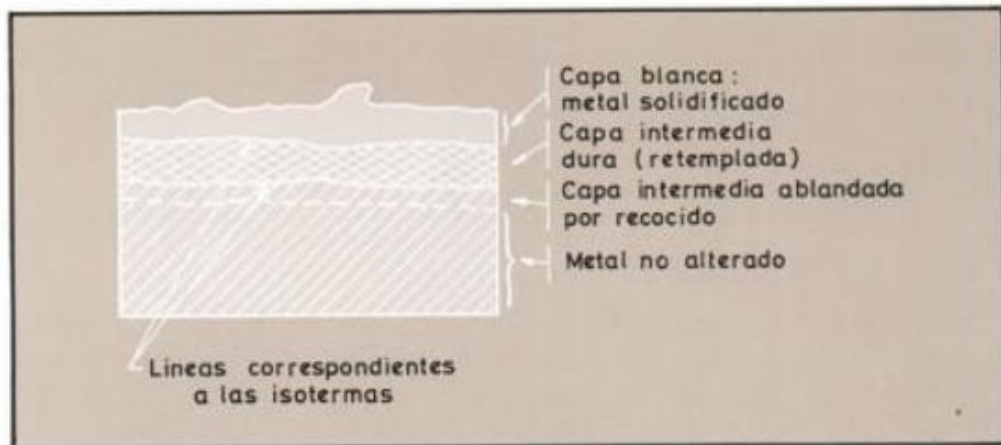 Capa blanca :
metal solidificado
Capa intermedia
dura ( retemplada)
Capa intermedia ablandada
por recocido
Metal no alterado
Lineas correspondientes
a las isotermas